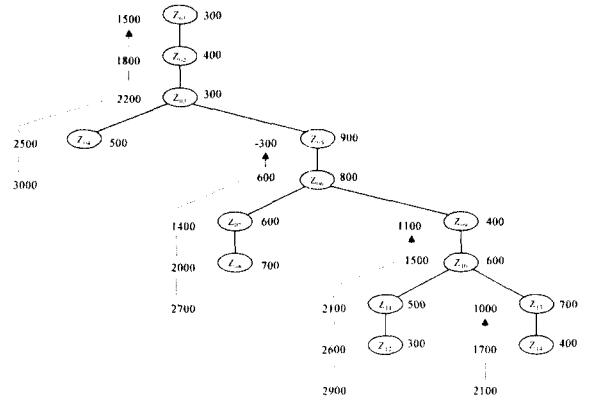 1500 Z₀₁ 300
1800 Z₀₂ 400
2200 Z₀₃ 300
2500 Z₀₄ 500 -300 Z₀₅ 900
3000 600 Z₀₆ 800
1400 Z₀₇ 600 1100 Z₀₉ 400
2000 Z₀₈ 700 1500 Z₁₀ 600
2700 2100 Z₁₁ 500 1000 Z₁₃ 700
2600 Z₁₂ 300 1700 Z₁₄ 400
2900 2100